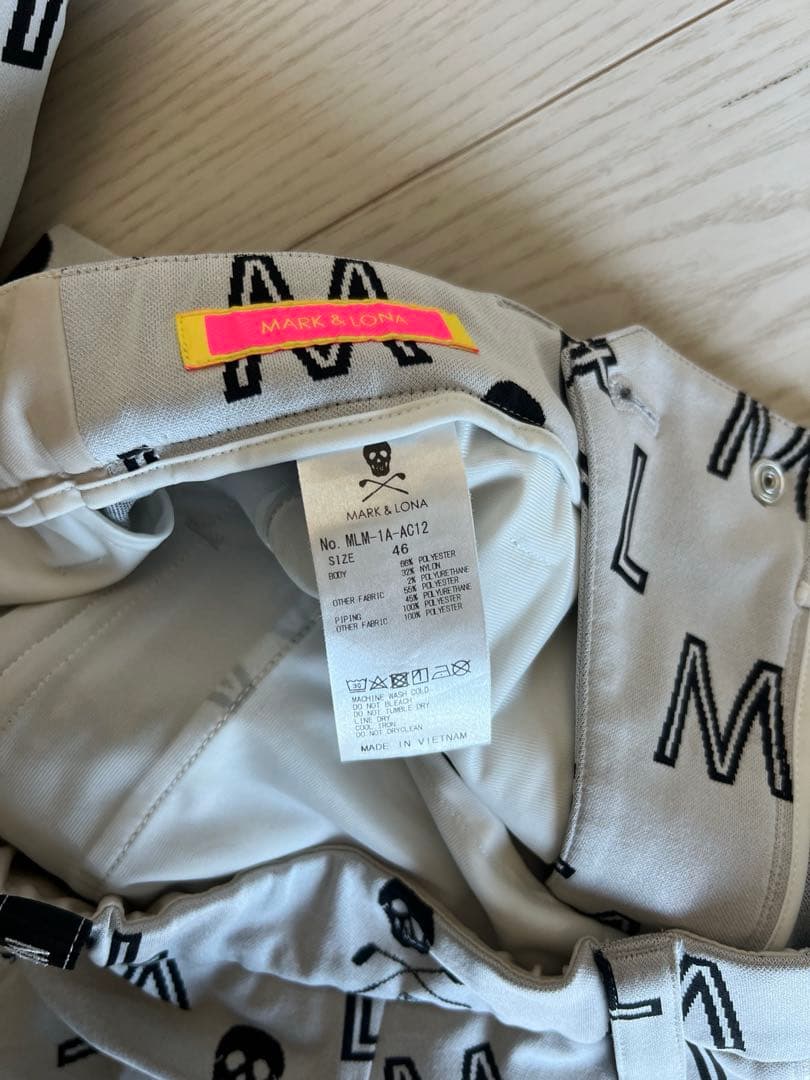 M
MARK & LONA
L
M
M
MARK & LONA
No. MLM-1A-AC12
SIZE 46
BODY 66% POLYESTER
32% NYLON
2% POLYURETHANE
OTHER FABRIC 55% POLYESTER
45% POLYURETHANE
PIPING 100% POLYESTER
OTHER FABRIC 100% POLYESTER
30
MACHINE WASH COLD
DO NOT BLEACH
DO NOT TUMBLE DRY
LINE DRY
COOL IRON
DO NOT DRYCLEAN
MADE IN VIETNAM
M
L
M
L
M